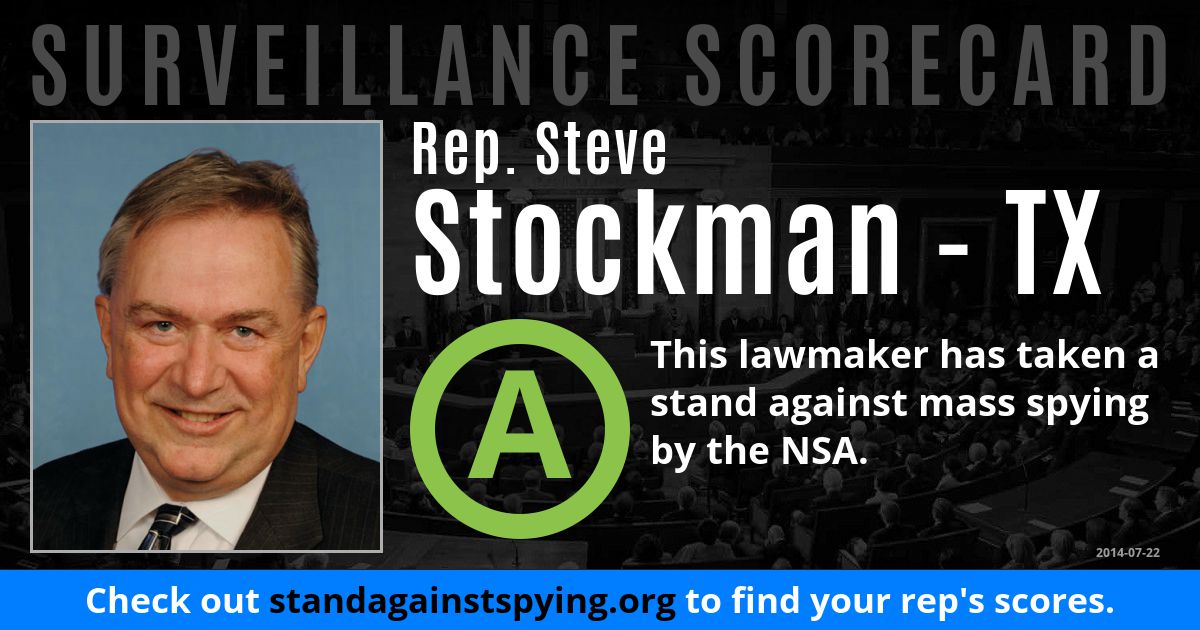 SURVEILLANCE SCORECARD
Rep. Steve
Stockman - TX
A
This lawmaker has taken a
stand against mass spying
by the NSA.
2014-07-22
Check out standagainstspying.org to find your rep's scores.